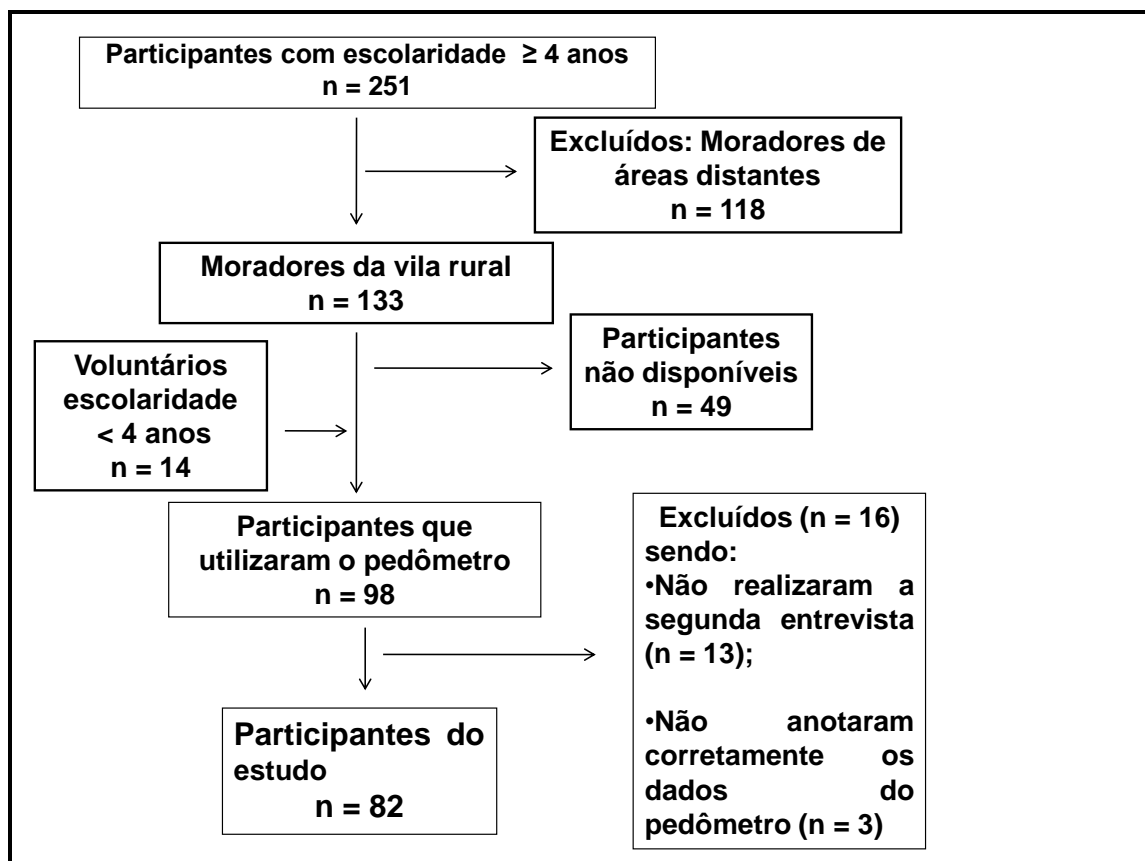 Participantes com escolaridade ≥ 4 anos
n = 251
Excluídos: Moradores de
áreas distantes
n = 118
Moradores da vila rural
n = 133
Participantes
não disponíveis
n = 49
Voluntários
escolaridade
< 4 anos
n = 14
Participantes que
utilizaram o pedômetro
n = 98
Excluídos (n = 16)
sendo:
•Não realizaram a
segunda entrevista
(n = 13);
•Não anotaram
corretamente os
dados do
pedômetro (n = 3)
Participantes do
estudo
n = 82